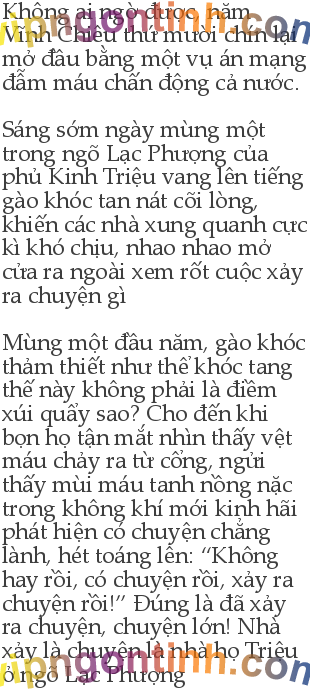 Không ai ngờ được, năm
Vĩnh Chiêu thứ mười chín lại
mở đầu bằng một vụ án mạng
đẫm máu chấn động cả nước.
Sáng sớm ngày mùng một
trong ngõ Lạc Phượng của
phủ Kinh Triệu vang lên tiếng
gào khóc tan nát cõi lòng,
khiến các nhà xung quanh cực
kì khó chịu, nhao nhao mở
cửa ra ngoài xem rốt cuộc xảy
ra chuyện gì
Mùng một đầu năm, gào khóc
thảm thiết như thể khóc tang
thế này không phải là điềm
xúi quẩy sao? Cho đến khi
bọn họ tận mắt nhìn thấy vệt
máu chảy ra từ cổng, ngửi
thấy mùi máu tanh nồng nặc
trong không khí mới kinh hãi
phát hiện có chuyện chẳng
lành, hét toáng lên: “Không
hay rồi, có chuyện rồi, xảy ra
chuyện rồi!” Đúng là đã xảy
ra chuyện, chuyện lớn! Nhà
xảy là chuyện là nhà họ Triệu
ở ngõ Lạc Phượng
vipngontinh.com
vipngontinh.com